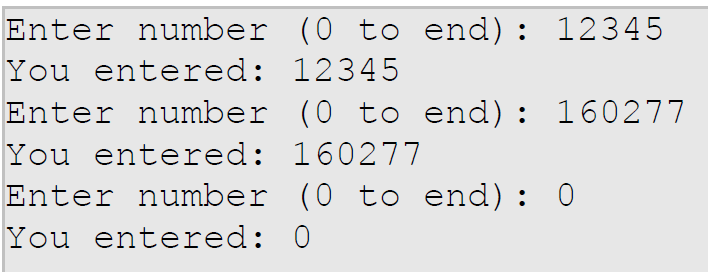 Enter number (0 to end): 12345
You entered: 12345
Enter number (0 to end): 160277
You entered: 160277
Enter number (0 to end): 0
You entered: 0